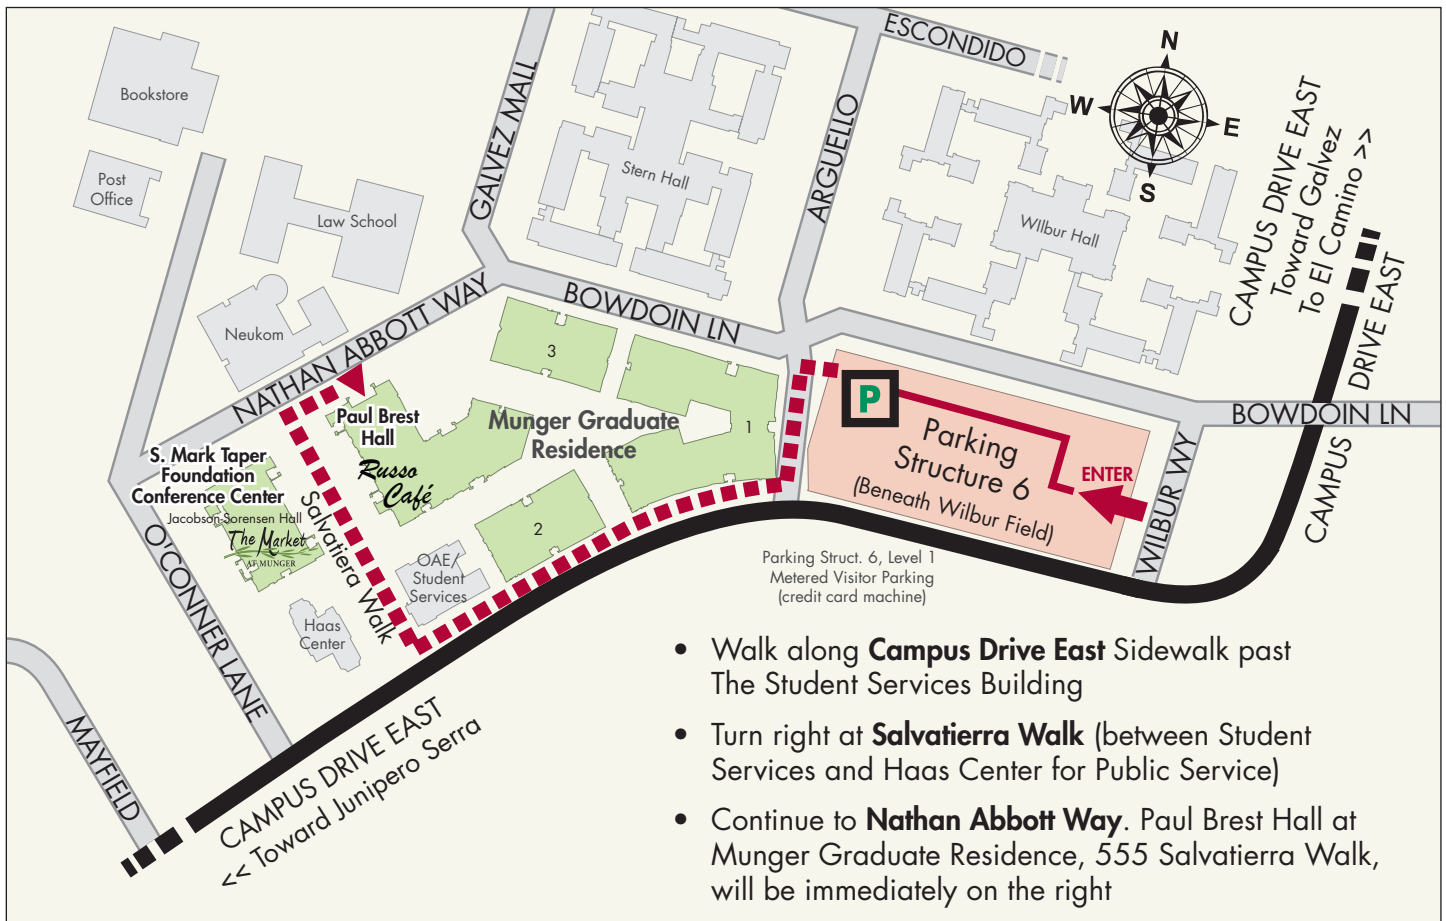 ESCONDIDO
N
W
E
S
CAMPUS DRIVE EAST
Toward Galvez
To El Camino >>
Bookstore
GALVEZ MALL
ARGUELLO
Post
Office
Stern Hall
Law School
WIlbur Hall
NATHAN ABBOTT WAY
BOWDOIN LN
DRIVE EAST
Neukom
3
P
Paul Brest
Hall
Munger Graduate
Residence
1
BOWDOIN LN
Parking
Structure 6
(Beneath Wilbur Field)
ENTER
WILBUR WY
CAMPUS
S. Mark Taper
Foundation
Conference Center
Jacobson-Sorensen Hall
The Market
AT MUNGER
Russo
Café
Salvatiera Walk
2
OAE/
Student
Services
O'CONNER LANE
Haas
Center
Parking Struct. 6, Level 1
Metered Visitor Parking
(credit card machine)
MAYFIELD
CAMPUS DRIVE EAST
<< Toward Junipero Serra
• Walk along Campus Drive East Sidewalk past
The Student Services Building
• Turn right at Salvatierra Walk (between Student
Services and Haas Center for Public Service)
• Continue to Nathan Abbott Way. Paul Brest Hall at
Munger Graduate Residence, 555 Salvatierra Walk,
will be immediately on the right